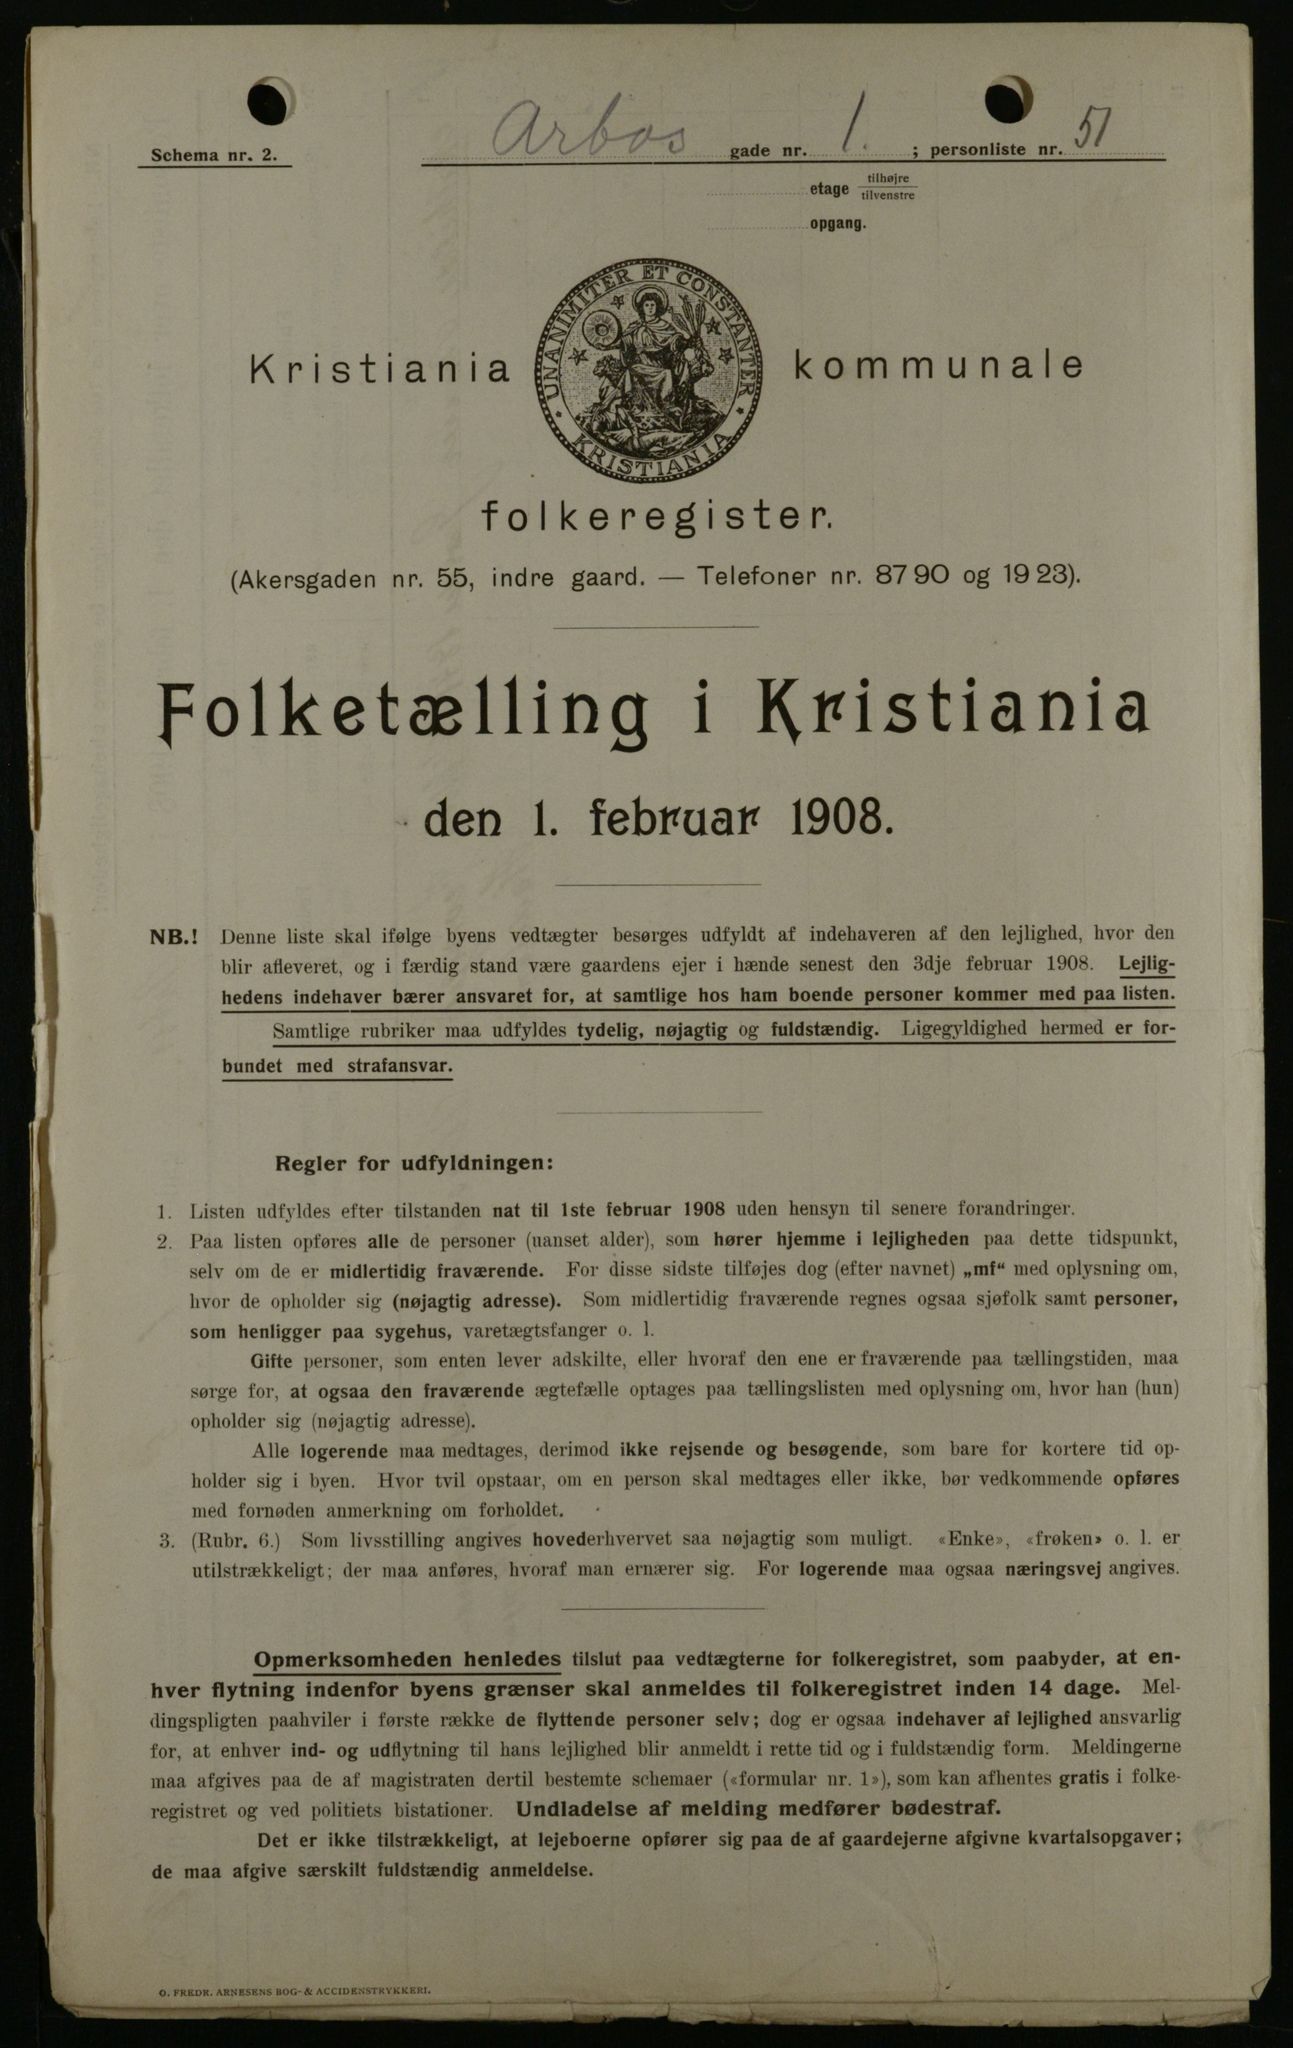 Schema nr. 2.
Arbos gade nr. 1. ; personliste nr. 51
etage tilhøjre
tilvenstre
opgang.
UNANIMITER ET CONSTANTER
KRISTIANIA
Kristiania kommunale
folkeregister.
(Akersgaden nr. 55, indre gaard. — Telefoner nr. 8790 og 1923).
Folketælling i Kristiania
den 1. februar 1908.
NB.! Denne liste skal ifølge byens vedtægter besørges udfyldt af indehaveren af den lejlighed, hvor den
blir afleveret, og i færdig stand være gaardens ejer i hænde senest den 3dje februar 1908. Lejlig-
hedens indehaver bærer ansvaret for, at samtlige hos ham boende personer kommer med paa listen.
Samtlige rubriker maa udfyldes tydelig, nøjagtig og fuldstændig. Ligegyldighed hermed er for-
bundet med strafansvar.
Regler for udfyldningen:
1. Listen udfyldes efter tilstanden nat til 1ste februar 1908 uden hensyn til senere forandringer.
2. Paa listen opføres alle de personer (uanset alder), som hører hjemme i lejligheden paa dette tidspunkt,
selv om de er midlertidig fraværende. For disse sidste tilføjes dog (efter navnet) „mf“ med oplysning om,
hvor de opholder sig (nøjagtig adresse). Som midlertidig fraværende regnes ogsaa sjøfolk samt personer,
som henligger paa sygehus, varetægtsfanger o. l.
Gifte personer, som enten lever adskilte, eller hvoraf den ene er fraværende paa tællingstiden, maa
sørge for, at ogsaa den fraværende ægtefælle optages paa tællingslisten med oplysning om, hvor han (hun)
opholder sig (nøjagtig adresse).
Alle logerende maa medtages, derimod ikke rejsende og besøgende, som bare for kortere tid op-
holder sig i byen. Hvor tvil opstaar, om en person skal medtages eller ikke, bør vedkommende opføres
med fornøden anmerkning om forholdet.
3. (Rubr. 6.) Som livsstilling angives hovederhvervet saa nøjagtig som muligt. «Enke», «frøken» o. l. er
utilstrækkeligt; der maa anføres, hvoraf man ernærer sig. For logerende maa ogsaa næringsvej angives.
Opmerksomheden henledes tilslut paa vedtægterne for folkeregistret, som paabyder, at en-
hver flytning indenfor byens grænser skal anmeldes til folkeregistret inden 14 dage. Mel-
dingspligten paahviler i første række de flyttende personer selv; dog er ogsaa indehaver af lejlighed ansvarlig
for, at enhver ind- og udflytning til hans lejlighed blir anmeldt i rette tid og i fuldstændig form. Meldingerne
maa afgives paa de af magistraten dertil bestemte schemaer («formular nr. 1»), som kan afhentes gratis i folke-
registret og ved politiets bistationer. Undladelse af melding medfører bødestraf.
Det er ikke tilstrækkeligt, at lejeboerne opfører sig paa de af gaardejerne afgivne kvartalsopgaver;
de maa afgive særskilt fuldstændig anmeldelse.
O. FREDR. ARNESENS BOG- & ACCIDENSTRYKKERI.